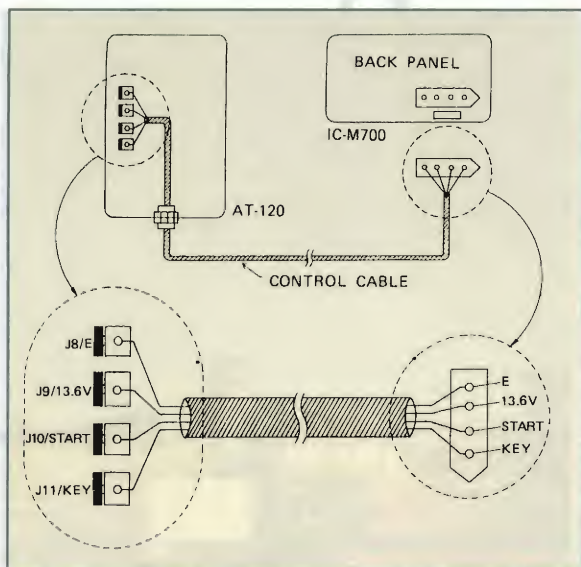 BACK PANEL
IC-M700
AT-120
CONTROL CABLE
J8/E
J9/13.6V
J10/START
J11/KEY
E
13.6V
START
KEY